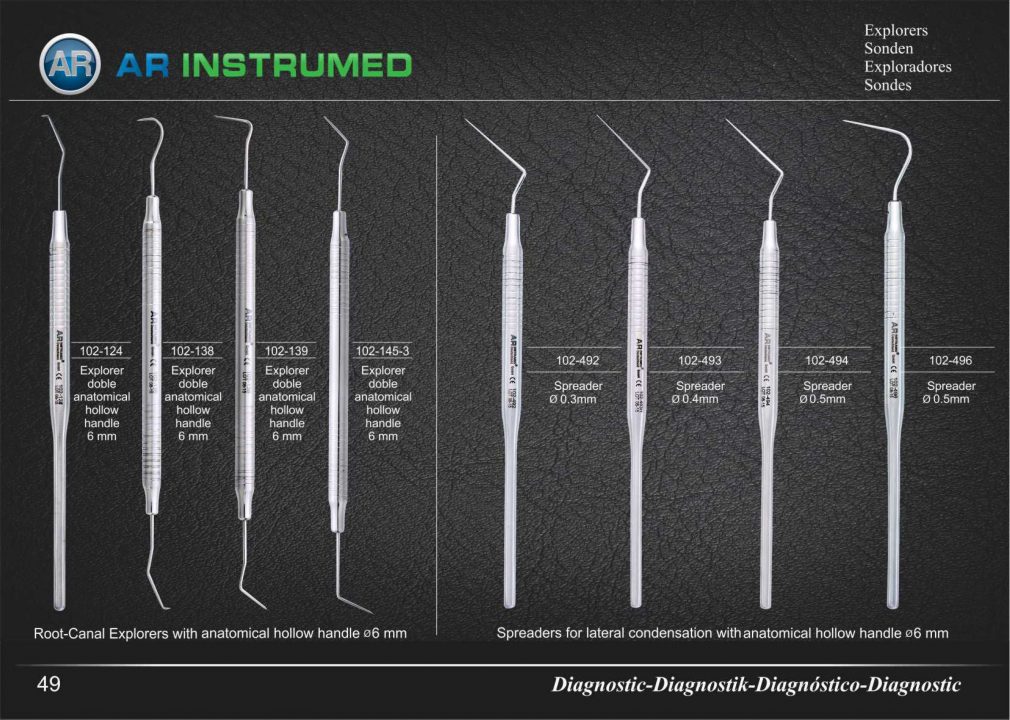 AR
AR INSTRUMED
Explorers
Sonden
Exploradores
Sondes
102-124
Explorer
doble
anatomical
hollow
handle
6 mm
102-138
Explorer
doble
anatomical
hollow
handle
6 mm
102-139
Explorer
doble
anatomical
hollow
handle
6 mm
102-145-3
Explorer
doble
anatomical
hollow
handle
6 mm
102-492
Spreader
Ø 0.3mm
102-493
Spreader
Ø 0.4mm
102-494
Spreader
Ø 0.5mm
102-496
Spreader
Ø 0.5mm
Root-Canal Explorers with anatomical hollow handle ø6 mm
Spreaders for lateral condensation with anatomical hollow handle ø6 mm
49
Diagnostic-Diagnostik-Diagnóstico-Diagnostic